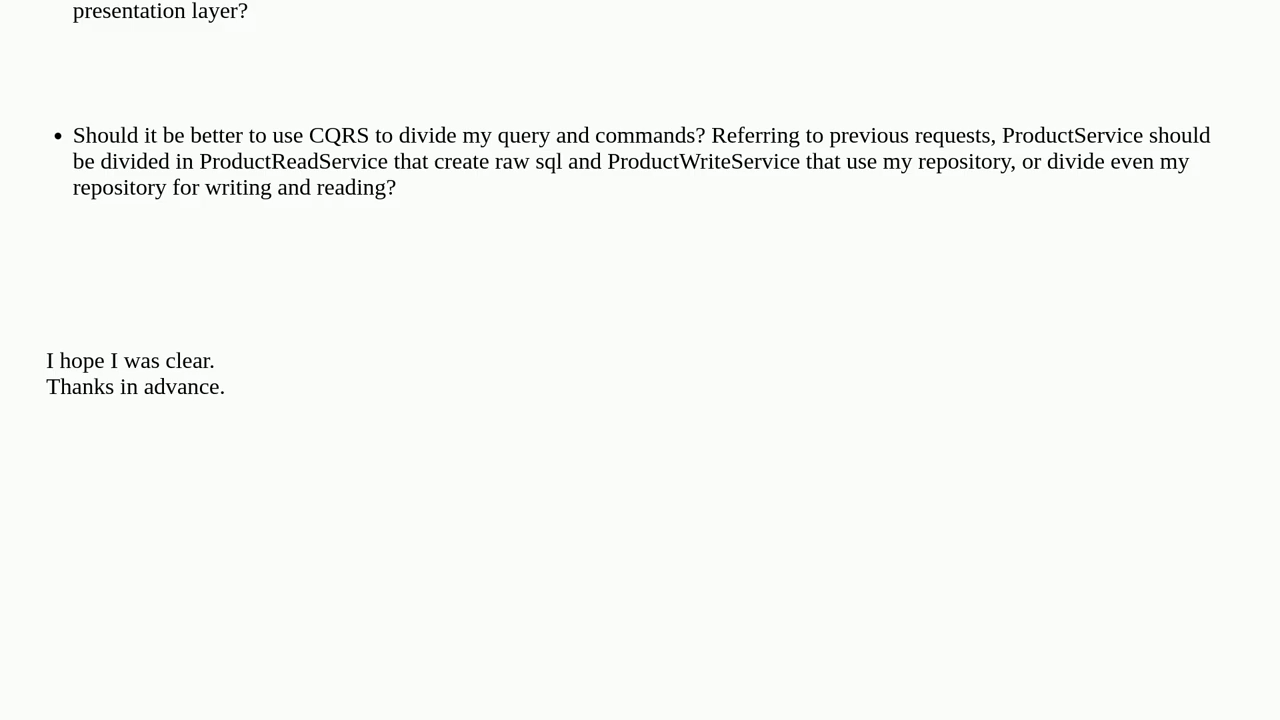 presentation layer?
• Should it be better to use CQRS to divide my query and commands? Referring to previous requests, ProductService should
be divided in ProductReadService that create raw sql and ProductWriteService that use my repository, or divide even my
repository for writing and reading?
I hope I was clear.
Thanks in advance.